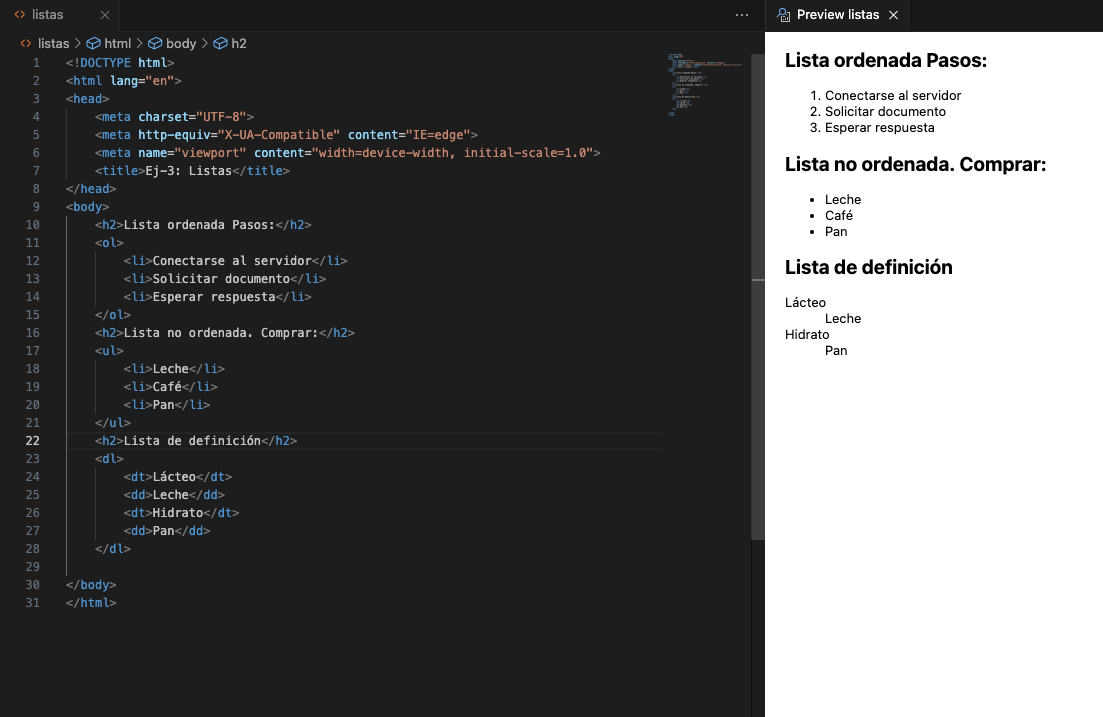 listas
listas > html > body > h2
1 <!DOCTYPE html>
2 <html lang="en">
3 <head>
4     <meta charset="UTF-8">
5     <meta http-equiv="X-UA-Compatible" content="IE=edge">
6     <meta name="viewport" content="width=device-width, initial-scale=1.0">
7     <title>Ej-3: Listas</title>
8 </head>
9 <body>
10     <h2>Lista ordenada Pasos:</h2>
11     <ol>
12         <li>Conectarse al servidor</li>
13         <li>Solicitar documento</li>
14         <li>Esperar respuesta</li>
15     </ol>
16     <h2>Lista no ordenada. Comprar:</h2>
17     <ul>
18         <li>Leche</li>
19         <li>Café</li>
20         <li>Pan</li>
21     </ul>
22     <h2>Lista de definición</h2>
23     <dl>
24         <dt>Lácteo</dt>
25         <dd>Leche</dd>
26         <dt>Hidrato</dt>
27         <dd>Pan</dd>
28     </dl>
29
30 </body>
31 </html>
Preview listas
Lista ordenada Pasos:
1. Conectarse al servidor
2. Solicitar documento
3. Esperar respuesta
Lista no ordenada. Comprar:
• Leche
• Café
• Pan
Lista de definición
Lácteo
Leche
Hidrato
Pan